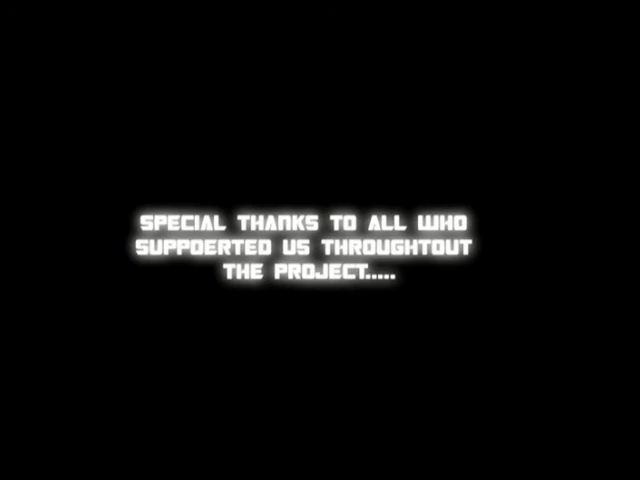 SPECIAL THANKS TO ALL WHO
SUPPOERTED US THROUGHTOUT
THE PROJECT.....